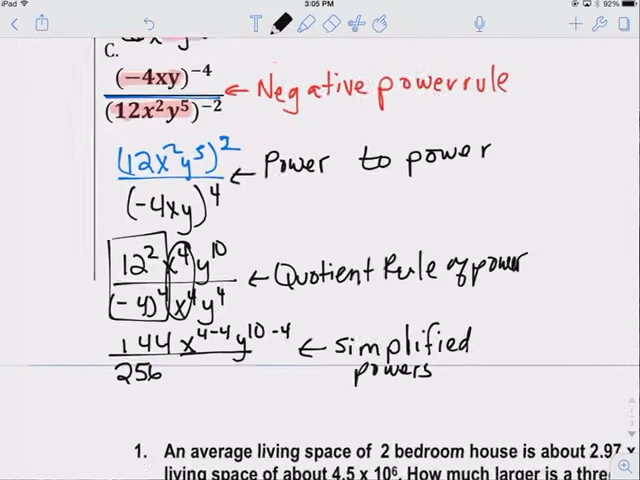 iPad 3:05 PM 92%
C.
(−4xy)⁻⁴ ← Negative power rule
(12x²y⁵)⁻²
(12x²y⁵)² ← Power to power
(-4xy)⁴
12² x⁴ y¹⁰ ← Quotient Rule of power
(-4)⁴ x⁴ y⁴
144 x⁴⁻⁴ y¹⁰⁻⁴ ← simplified powers
256
1. An average living space of 2 bedroom house is about 2.97 x
living space of about 4.5 x 10⁶. How much larger is a thre